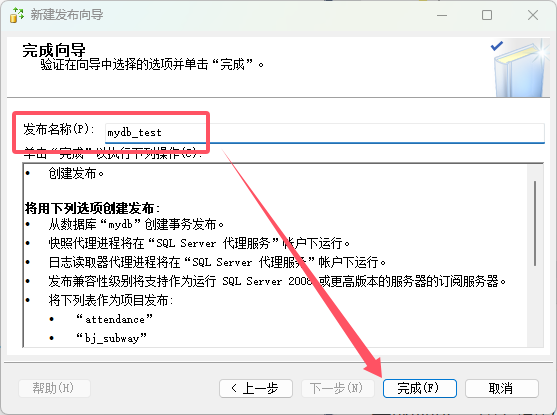 新建发布向导
完成向导
验证在向导中选择的选项并单击“完成”。
发布名称(P): mydb_test
单击“完成”以执行下列操作(C):
• 创建发布。
将用下列选项创建发布:
• 从数据库“mydb”创建事务发布。
• 快照代理进程将在“SQL Server 代理服务”帐户下运行。
• 日志读取器代理进程将在“SQL Server 代理服务”帐户下运行。
• 发布兼容性级别将支持作为运行 SQL Server 2008 或更高版本的服务器的订阅服务器。
• 将下列表作为项目发布:
• “attendance”
• “bj_subway”
帮助(H)
< 上一步
下一步(N)
完成(F)
取消